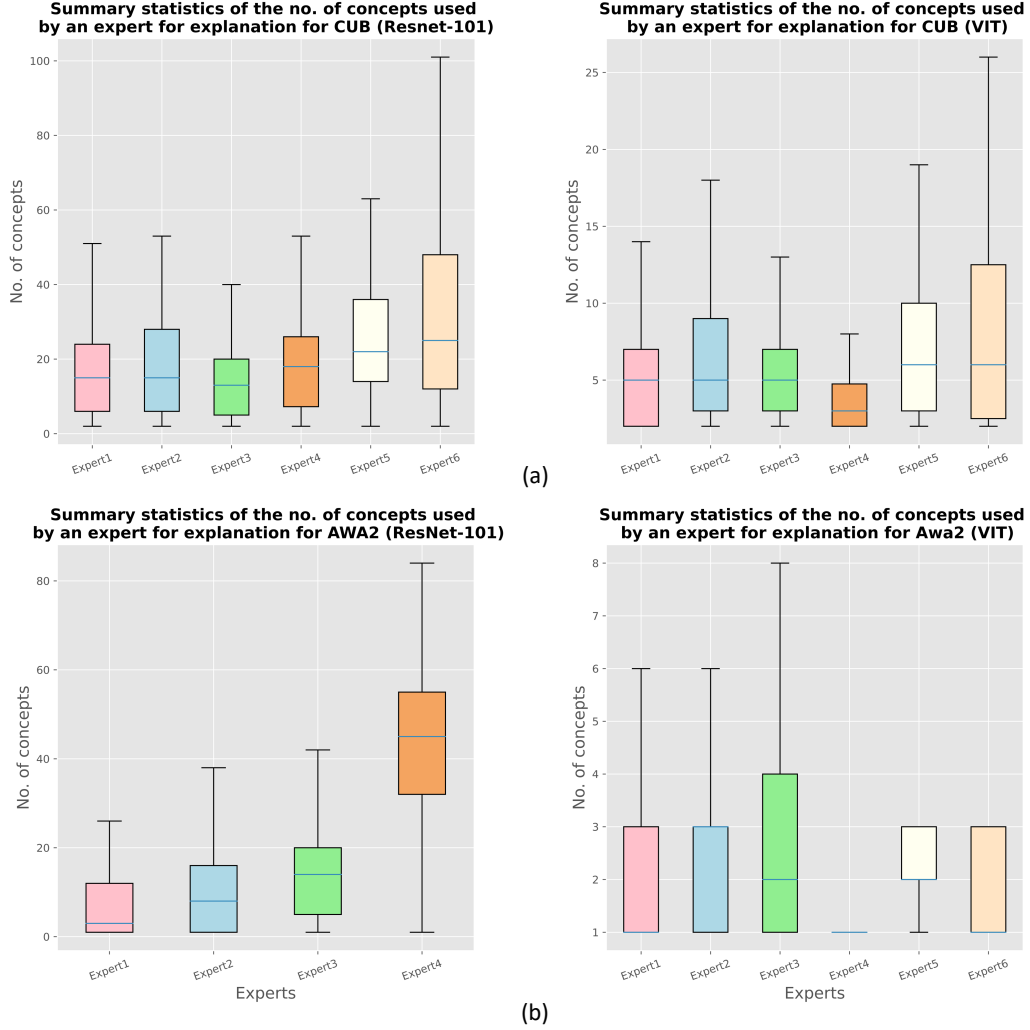 Summary statistics of the no. of concepts used
by an expert for explanation for CUB (Resnet-101)
No. of concepts
100
80
60
40
20
0
Expert1
Expert2
Expert3
Expert4
Expert5
Expert6
Summary statistics of the no. of concepts used
by an expert for explanation for CUB (VIT)
No. of concepts
25
20
15
10
5
Expert1
Expert2
Expert3
Expert4
Expert5
Expert6
(a)
Summary statistics of the no. of concepts used
by an expert for explanation for AWA2 (ResNet-101)
No. of concepts
80
60
40
20
0
Expert1
Expert2
Expert3
Expert4
Experts
Summary statistics of the no. of concepts used
by an expert for explanation for Awa2 (VIT)
No. of concepts
8
7
6
5
4
3
2
1
Expert1
Expert2
Expert3
Expert4
Expert5
Expert6
Experts
(b)